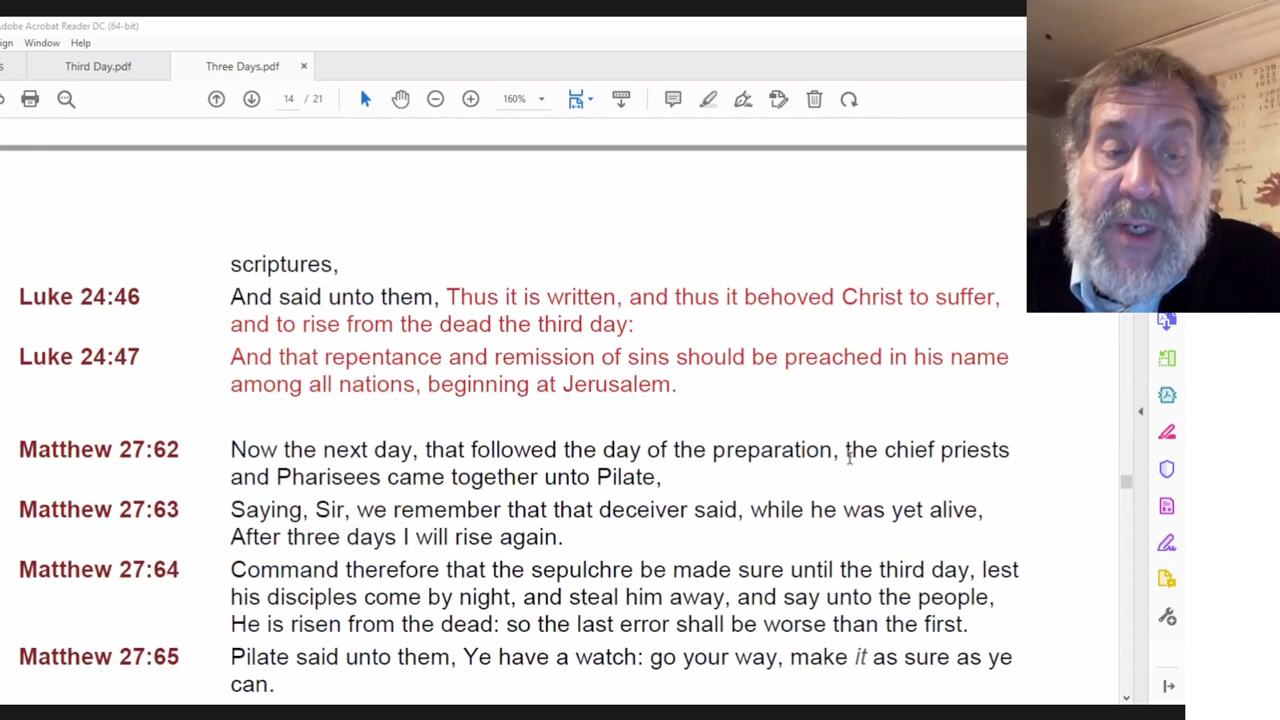 dobe Acrobat Reader DC (64-bit)
ign Window Help
s Third Day.pdf Three Days.pdf ×
14 / 21 160%
scriptures,
Luke 24:46 And said unto them, Thus it is written, and thus it behoved Christ to suffer,
and to rise from the dead the third day:
Luke 24:47 And that repentance and remission of sins should be preached in his name
among all nations, beginning at Jerusalem.
Matthew 27:62 Now the next day, that followed the day of the preparation, the chief priests
and Pharisees came together unto Pilate,
Matthew 27:63 Saying, Sir, we remember that that deceiver said, while he was yet alive,
After three days I will rise again.
Matthew 27:64 Command therefore that the sepulchre be made sure until the third day, lest
his disciples come by night, and steal him away, and say unto the people,
He is risen from the dead: so the last error shall be worse than the first.
Matthew 27:65 Pilate said unto them, Ye have a watch: go your way, make it as sure as ye
can.